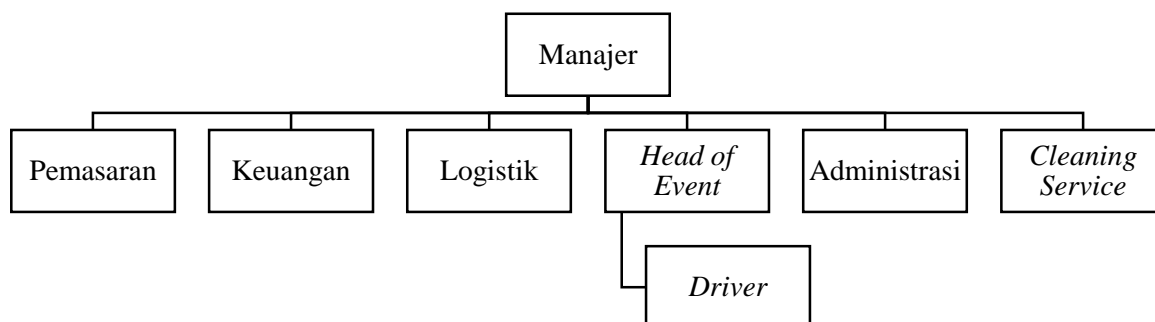 Manajer
Pemasaran
Keuangan
Logistik
Head of
Event
Administrasi
Cleaning
Service
Driver